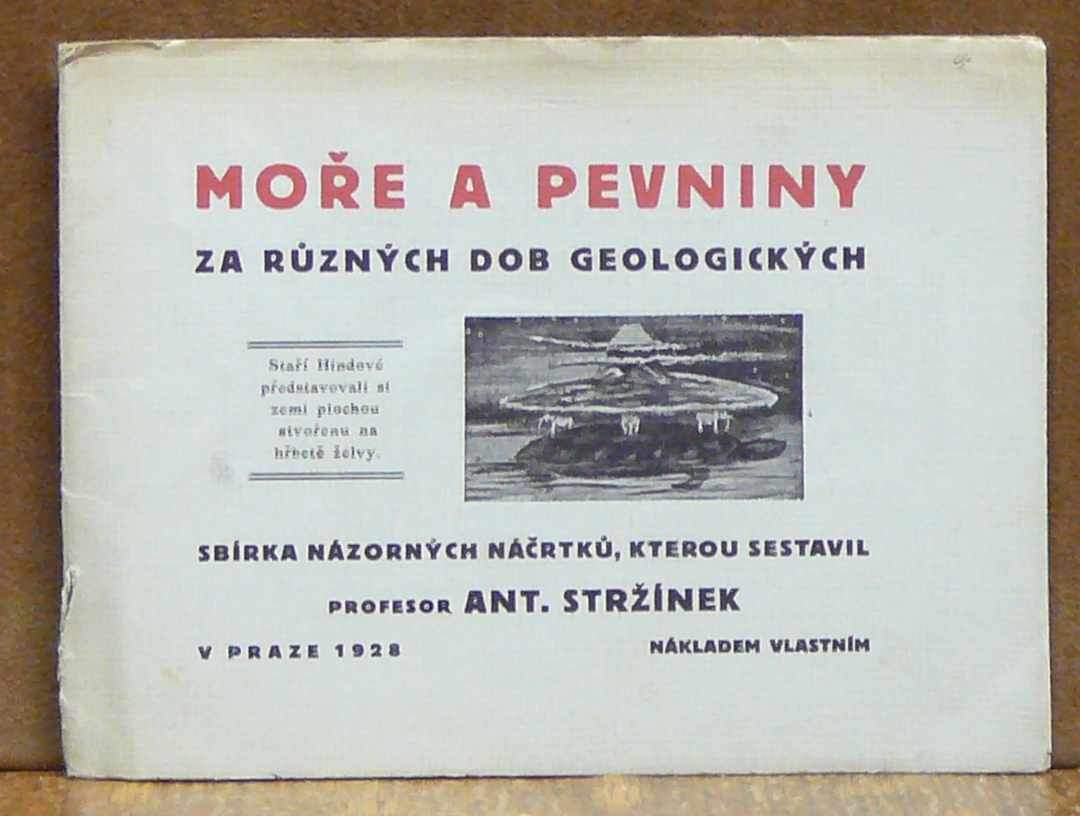 MOŘE A PEVNINY
ZA RŮZNÝCH DOB GEOLOGICKÝCH
Staří Hindové
představovali si
zemi plochou
stvořenu na
hřbetě želvy.
SBÍRKA NÁZORNÝCH NÁČRTKŮ, KTEROU SESTAVIL
PROFESOR ANT. STRŽÍNEK
V PRAZE 1928
NÁKLADEM VLASTNÍM